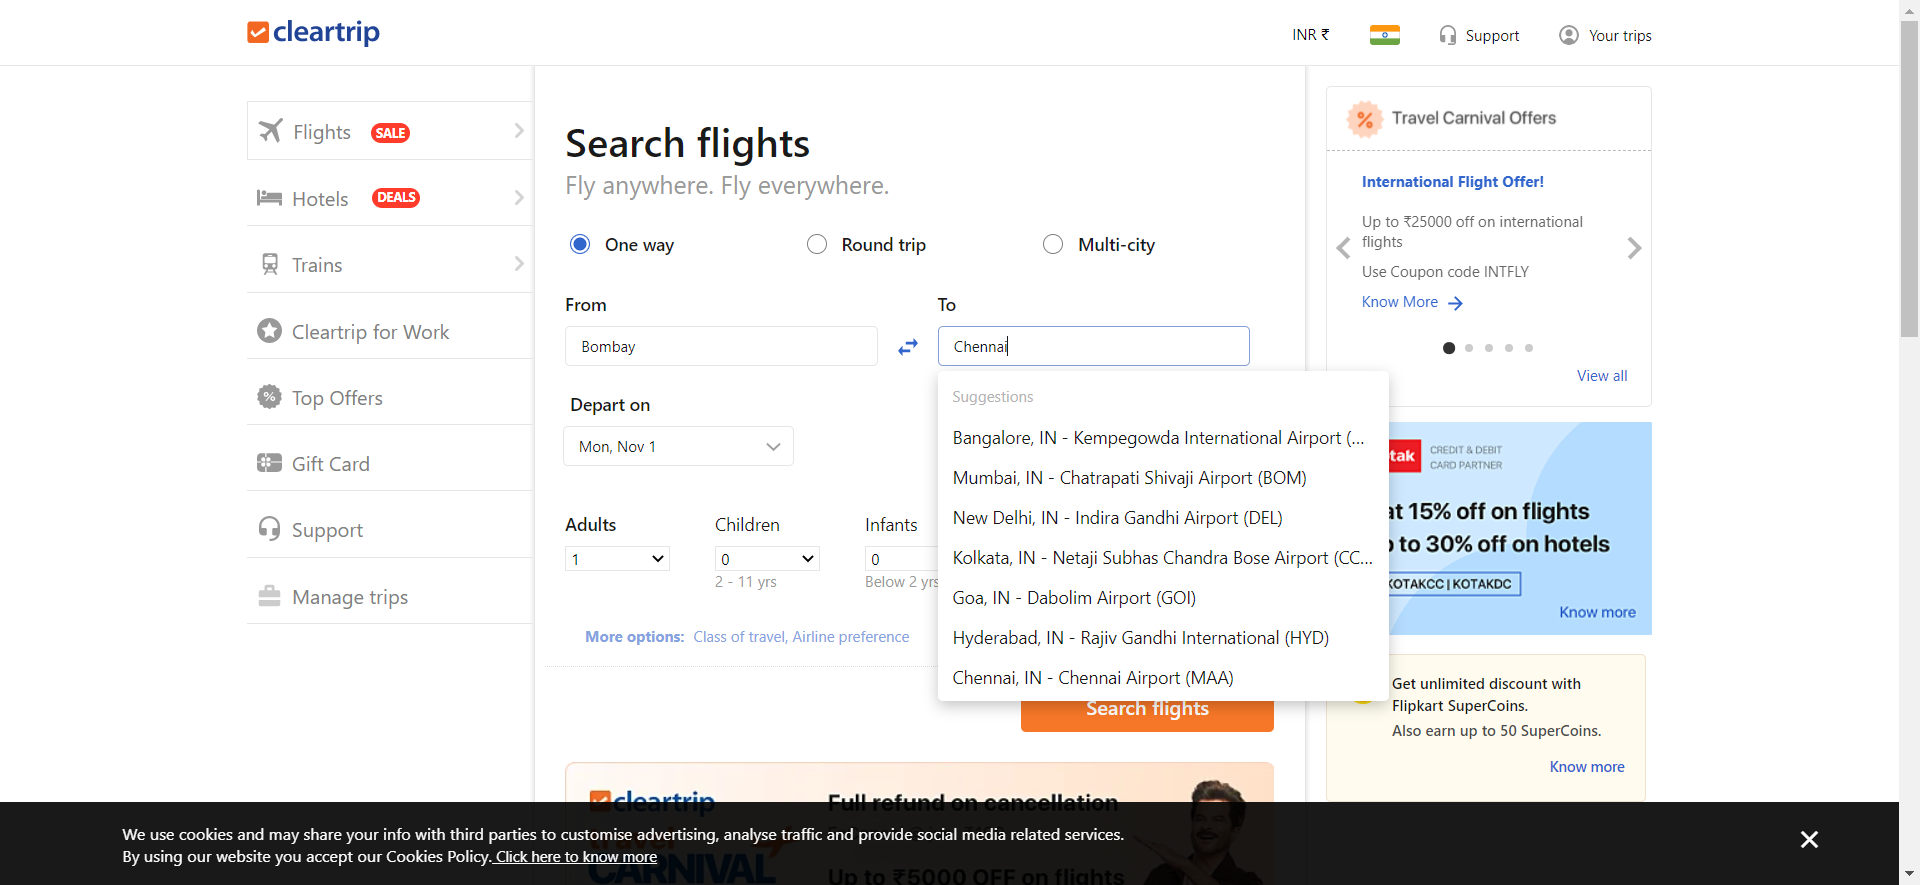 cleartrip
INR ₹
Support
Your trips
Flights SALE
Hotels DEALS
Trains
Cleartrip for Work
Top Offers
Gift Card
Support
Manage trips
Search flights
Fly anywhere. Fly everywhere.
One way
Round trip
Multi-city
From
To
Bombay
Chennai
Depart on
Mon, Nov 1
Adults
Children
Infants
1
0
0
2 - 11 yrs
Below 2 yrs
More options: Class of travel, Airline preference
Suggestions
Bangalore, IN - Kempegowda International Airport (...
Mumbai, IN - Chatrapati Shivaji Airport (BOM)
New Delhi, IN - Indira Gandhi Airport (DEL)
Kolkata, IN - Netaji Subhas Chandra Bose Airport (CC...
Goa, IN - Dabolim Airport (GOI)
Hyderabad, IN - Rajiv Gandhi International (HYD)
Chennai, IN - Chennai Airport (MAA)
Search flights
Travel Carnival Offers
International Flight Offer!
Up to ₹25000 off on international
flights
Use Coupon code INTFLY
Know More
View all
tak
CREDIT & DEBIT
CARD PARTNER
at 15% off on flights
to 30% off on hotels
KOTAKCC | KOTAKDC
Know more
Get unlimited discount with
Flipkart SuperCoins.
Also earn up to 50 SuperCoins.
Know more
cleartrip
travel
CARNIVAL
Full refund on cancellation
Up to ₹5000 OFF on flights
We use cookies and may share your info with third parties to customise advertising, analyse traffic and provide social media related services.
By using our website you accept our Cookies Policy. Click here to know more